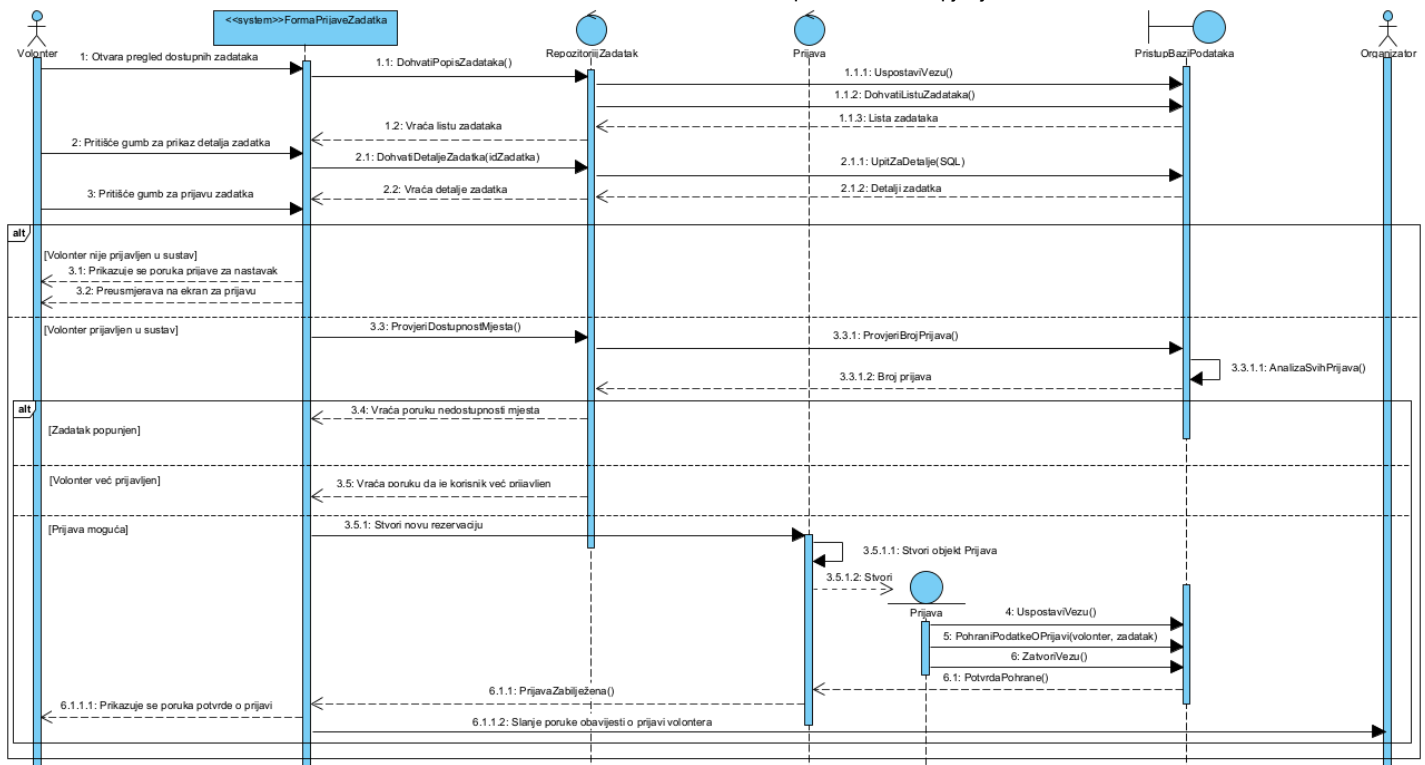 <<system>>FormaPrijaveZadatka
Volonter
RepozitorijZadatak
Prijava
PristupBaziPodataka
Organizator
1: Otvara pregled dostupnih zadataka
1.1: DohvatiPopisZadataka()
1.1.1: UspostaviVezu()
1.1.2: DohvatiListuZadataka()
1.1.3: Lista zadataka
1.2: Vraća listu zadataka
2: Pritišće gumb za prikaz detalja zadatka
2.1: DohvatiDetaljeZadatka(idZadatka)
2.1.1: UpitZaDetalje(SQL)
2.1.2: Detalji zadatka
2.2: Vraća detalje zadatka
3: Pritišće gumb za prijavu zadatka
alt
[Volonter nije prijavljen u sustav]
3.1: Prikazuje se poruka prijave za nastavak
3.2: Preusmjerava na ekran za prijavu
[Volonter prijavljen u sustav]
3.3: ProvjeriDostupnostMjesta()
3.3.1: ProvjeriBrojPrijava()
3.3.1.1: AnalizaSvihPrijava()
3.3.1.2: Broj prijava
alt
3.4: Vraća poruku nedostupnosti mjesta
[Zadatak popunjen]
[Volonter već prijavljen]
3.5: Vraća poruku da je korisnik već prijavljen
[Prijava moguća]
3.5.1: Stvori novu rezervaciju
3.5.1.1: Stvori objekt Prijava
3.5.1.2: Stvori
Prijava
4: UspostaviVezu()
5: PohraniPodatkeOPrijavi(volonter, zadatak)
6: ZatvoriVezu()
6.1: PotvrdaPohrane()
6.1.1: PrijavaZabilježena()
6.1.1.1: Prikazuje se poruka potvrde o prijavi
6.1.1.2: Slanje poruke obavijesti o prijavi volontera